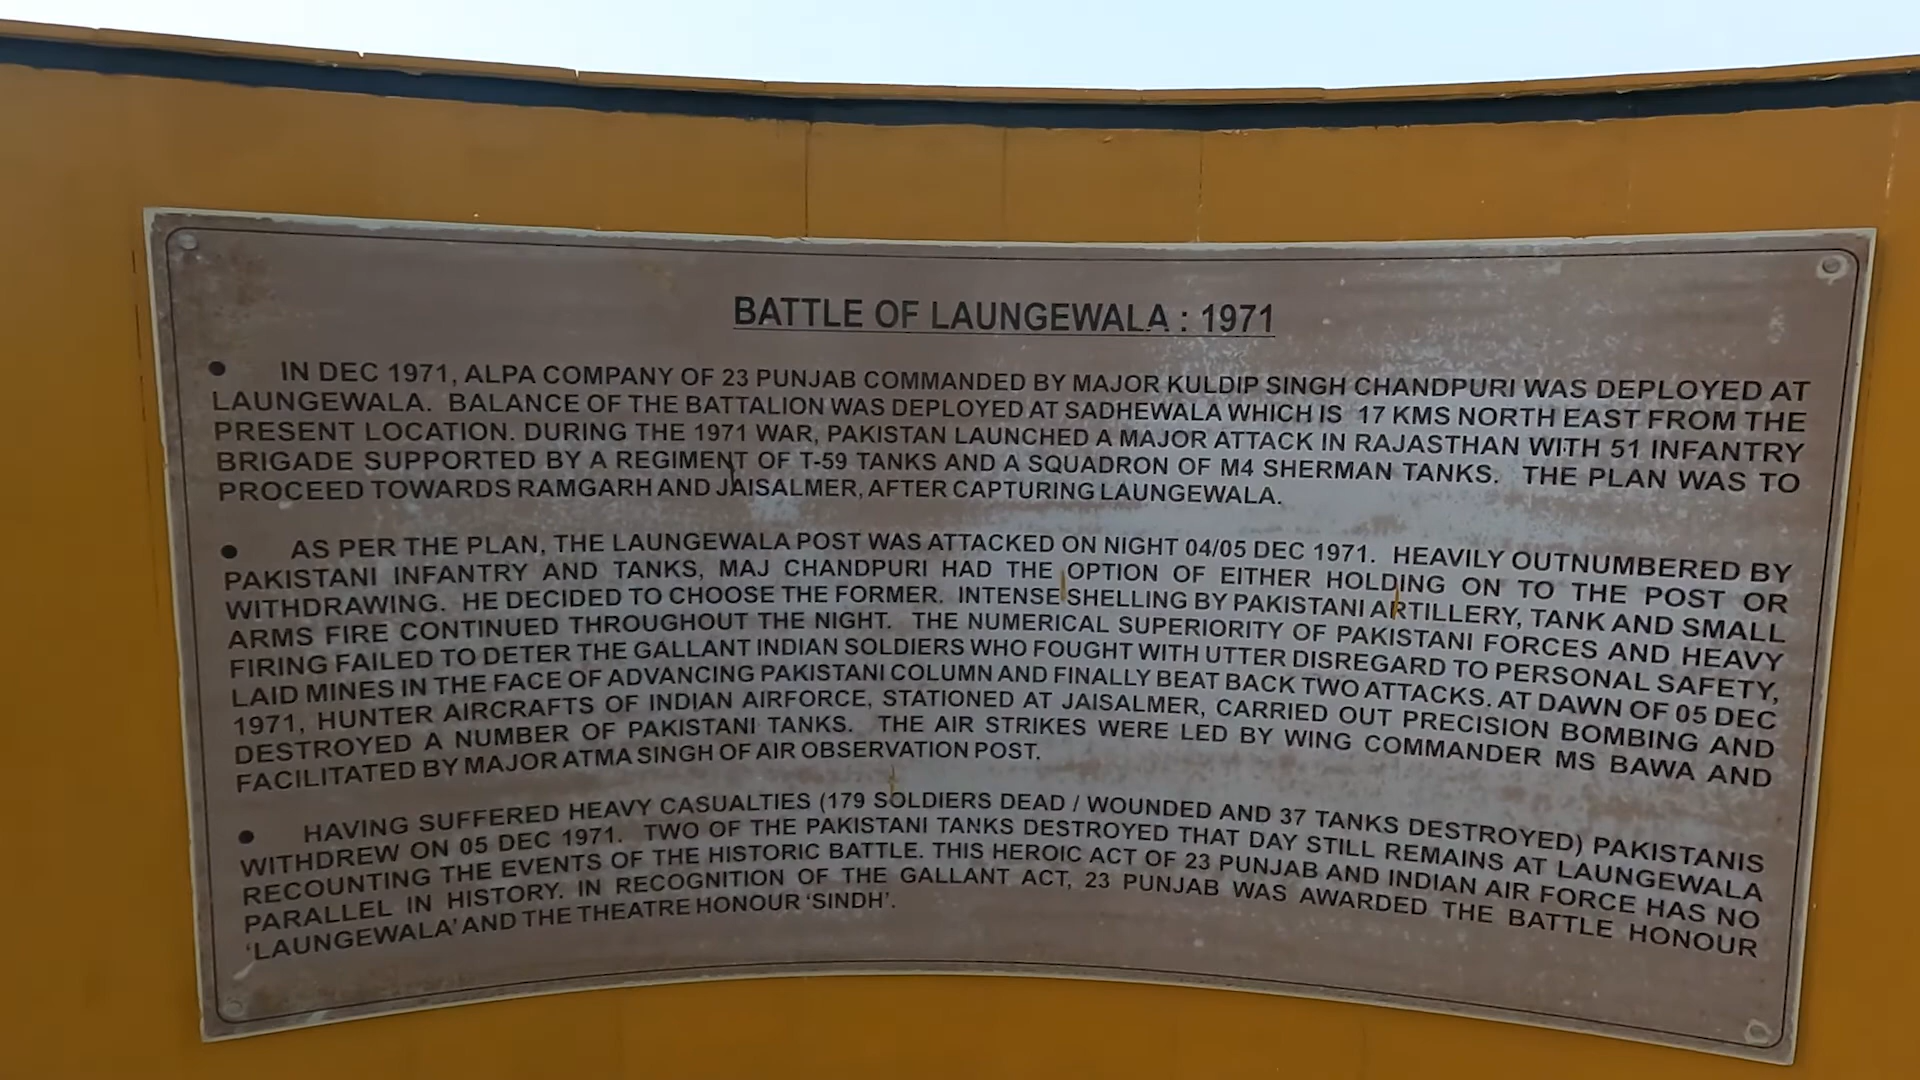 BATTLE OF LAUNGEWALA : 1971
● IN DEC 1971, ALPA COMPANY OF 23 PUNJAB COMMANDED BY MAJOR KULDIP SINGH CHANDPURI WAS DEPLOYED AT
LAUNGEWALA. BALANCE OF THE BATTALION WAS DEPLOYED AT SADHEWALA WHICH IS 17 KMS NORTH EAST FROM THE
PRESENT LOCATION. DURING THE 1971 WAR, PAKISTAN LAUNCHED A MAJOR ATTACK IN RAJASTHAN WITH 51 INFANTRY
BRIGADE SUPPORTED BY A REGIMENT OF T-59 TANKS AND A SQUADRON OF M4 SHERMAN TANKS. THE PLAN WAS TO
PROCEED TOWARDS RAMGARH AND JAISALMER, AFTER CAPTURING LAUNGEWALA.
● AS PER THE PLAN, THE LAUNGEWALA POST WAS ATTACKED ON NIGHT 04/05 DEC 1971. HEAVILY OUTNUMBERED BY
PAKISTANI INFANTRY AND TANKS, MAJ CHANDPURI HAD THE OPTION OF EITHER HOLDING ON TO THE POST OR
WITHDRAWING. HE DECIDED TO CHOOSE THE FORMER. INTENSE SHELLING BY PAKISTANI ARTILLERY, TANK AND SMALL
ARMS FIRE CONTINUED THROUGHOUT THE NIGHT. THE NUMERICAL SUPERIORITY OF PAKISTANI FORCES AND HEAVY
FIRING FAILED TO DETER THE GALLANT INDIAN SOLDIERS WHO FOUGHT WITH UTTER DISREGARD TO PERSONAL SAFETY,
LAID MINES IN THE FACE OF ADVANCING PAKISTANI COLUMN AND FINALLY BEAT BACK TWO ATTACKS. AT DAWN OF 05 DEC
1971, HUNTER AIRCRAFTS OF INDIAN AIRFORCE, STATIONED AT JAISALMER, CARRIED OUT PRECISION BOMBING AND
DESTROYED A NUMBER OF PAKISTANI TANKS. THE AIR STRIKES WERE LED BY WING COMMANDER MS BAWA AND
FACILITATED BY MAJOR ATMA SINGH OF AIR OBSERVATION POST.
● HAVING SUFFERED HEAVY CASUALTIES (179 SOLDIERS DEAD / WOUNDED AND 37 TANKS DESTROYED) PAKISTANIS
WITHDREW ON 05 DEC 1971. TWO OF THE PAKISTANI TANKS DESTROYED THAT DAY STILL REMAINS AT LAUNGEWALA
RECOUNTING THE EVENTS OF THE HISTORIC BATTLE. THIS HEROIC ACT OF 23 PUNJAB AND INDIAN AIR FORCE HAS NO
PARALLEL IN HISTORY. IN RECOGNITION OF THE GALLANT ACT, 23 PUNJAB WAS AWARDED THE BATTLE HONOUR
'LAUNGEWALA' AND THE THEATRE HONOUR 'SINDH'.